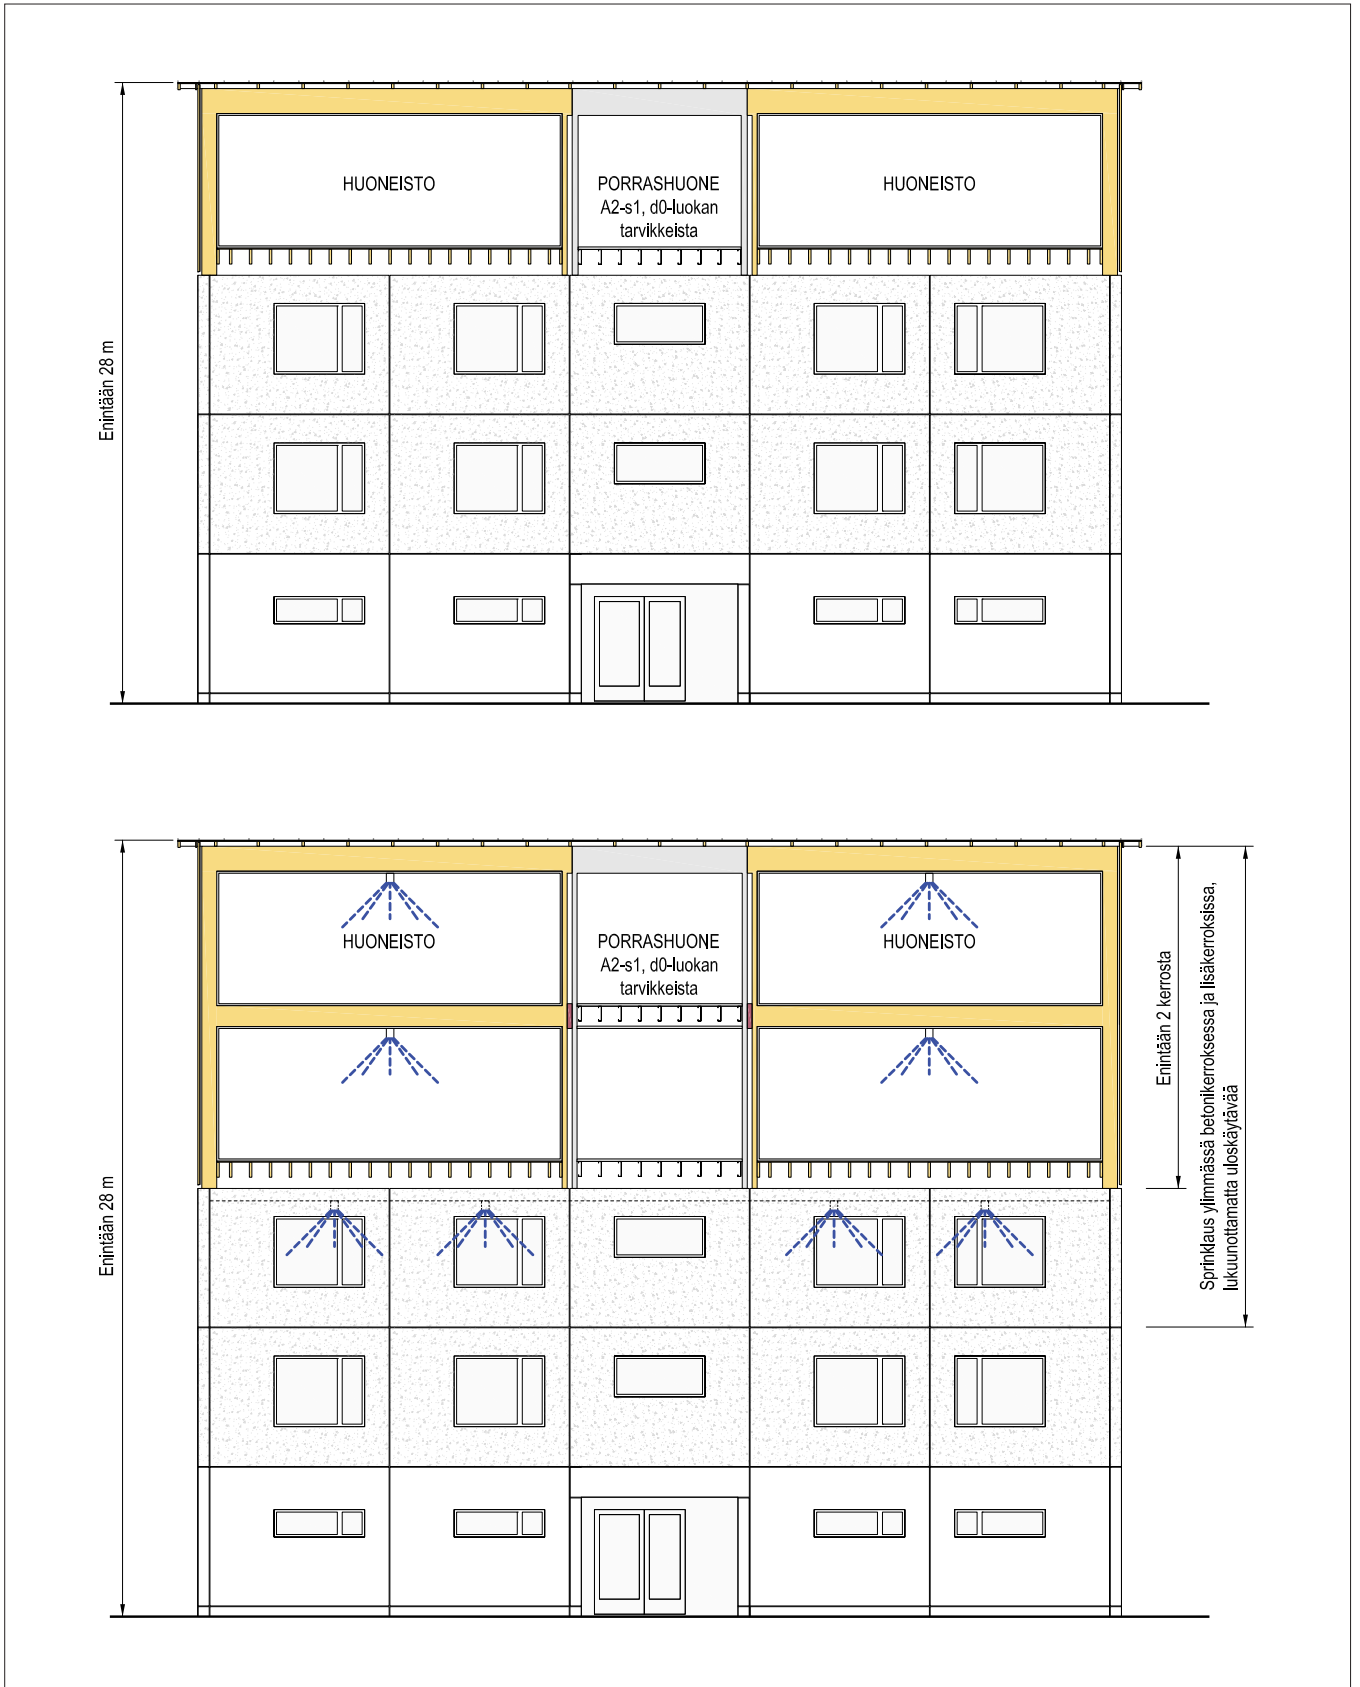 HUONEISTO
PORRASHUONE
A2-s1, d0-luokan
tarvikkeista
HUONEISTO
Enintään 28 m
HUONEISTO
PORRASHUONE
A2-s1, d0-luokan
tarvikkeista
HUONEISTO
Enintään 28 m
Enintään 2 kerrosta
Sprinklaus ylimmässä betonikerroksessa ja lisäkerroksissa,
lukuunottamatta uloskäytävää